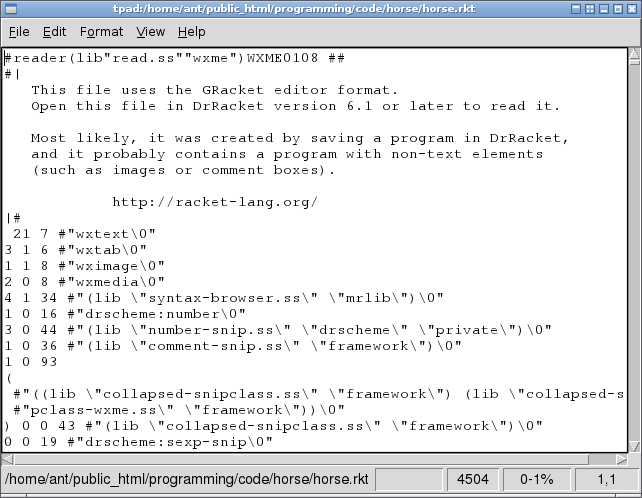 tpad:/home/ant/public_html/programming/code/horse/horse.rkt
File Edit Format View Help
#reader(lib"read.ss""wxme")WXME0108 ##
#|
   This file uses the GRacket editor format.
   Open this file in DrRacket version 6.1 or later to read it.

   Most likely, it was created by saving a program in DrRacket,
   and it probably contains a program with non-text elements
   (such as images or comment boxes).

            http://racket-lang.org/
|#
 21 7 #"wxtext\0"
3 1 6 #"wxtab\0"
1 1 8 #"wximage\0"
2 0 8 #"wxmedia\0"
4 1 34 #"(lib \"syntax-browser.ss\" \"mrlib\")\0"
1 0 16 #"drscheme:number\0"
3 0 44 #"(lib \"number-snip.ss\" \"drscheme\" \"private\")\0"
1 0 36 #"(lib \"comment-snip.ss\" \"framework\")\0"
1 0 93
(
 #"((lib \"collapsed-snipclass.ss\" \"framework\") (lib \"collapsed-s
 #"pclass-wxme.ss\" \"framework\"))\0"
) 0 0 43 #"(lib \"collapsed-snipclass.ss\" \"framework\")\0"
0 0 19 #"drscheme:sexp-snip\0"
/home/ant/public_html/programming/code/horse/horse.rkt 4504 0-1% 1,1